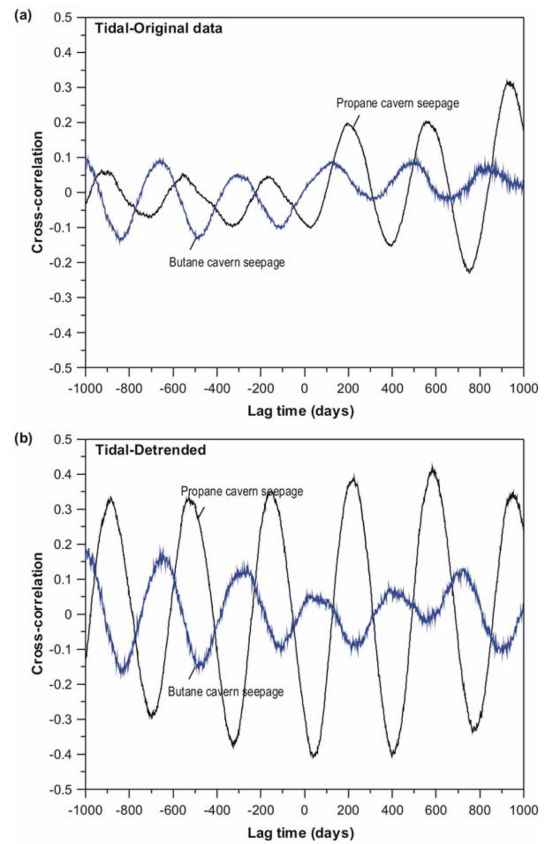 (a)
Tidal-Original data
0.5
0.4
0.3
0.2
0.1
0
-0.1
-0.2
-0.3
-0.4
-0.5
Cross-correlation
Propane cavern seepage
Butane cavern seepage
-1000 -800 -600 -400 -200 0 200 400 600 800 1000
Lag time (days)
(b)
Tidal-Detrended
0.5
0.4
0.3
0.2
0.1
0
-0.1
-0.2
-0.3
-0.4
-0.5
Cross-correlation
Propane cavern seepage
Butane cavern seepage
-1000 -800 -600 -400 -200 0 200 400 600 800 1000
Lag time (days)